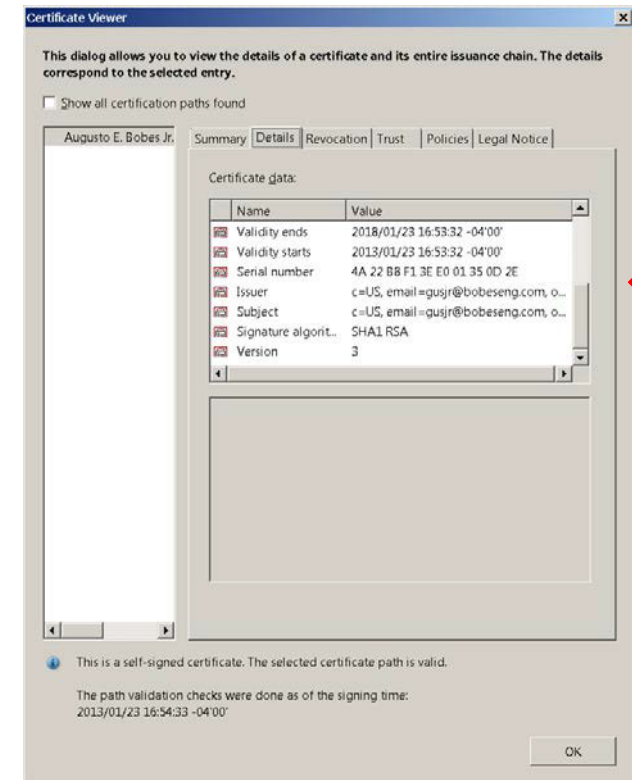 Certificate Viewer
This dialog allows you to view the details of a certificate and its entire issuance chain. The details
correspond to the selected entry.
Show all certification paths found
Augusto E. Bobes Jr.
Summary Details Revocation Trust Policies Legal Notice
Certificate data:
Name Value
Validity ends 2018/01/23 16:53:32 -04'00'
Validity starts 2013/01/23 16:53:32 -04'00'
Serial number 4A 22 B8 F1 3E E0 01 35 0D 2E
Issuer c=US, email=gusjr@bobeseng.com, o...
Subject c=US, email=gusjr@bobeseng.com, o...
Signature algorit... SHA1 RSA
Version 3
This is a self-signed certificate. The selected certificate path is valid.
The path validation checks were done as of the signing time:
2013/01/23 16:54:33 -04'00'
OK